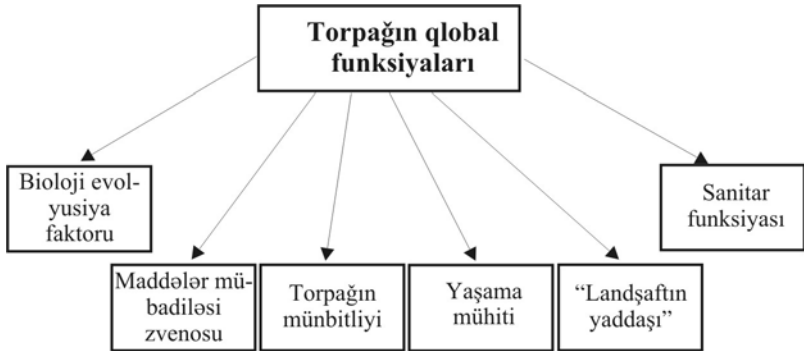 Torpağın qlobal
funksiyaları
Bioloji evol-
yusiya
faktoru
Sanitar
funksiyası
Maddələr mü-
badiləsi
zvenosu
Torpağın
münbitliyi
Yaşama
mühiti
“Landşaftın
yaddaşı”